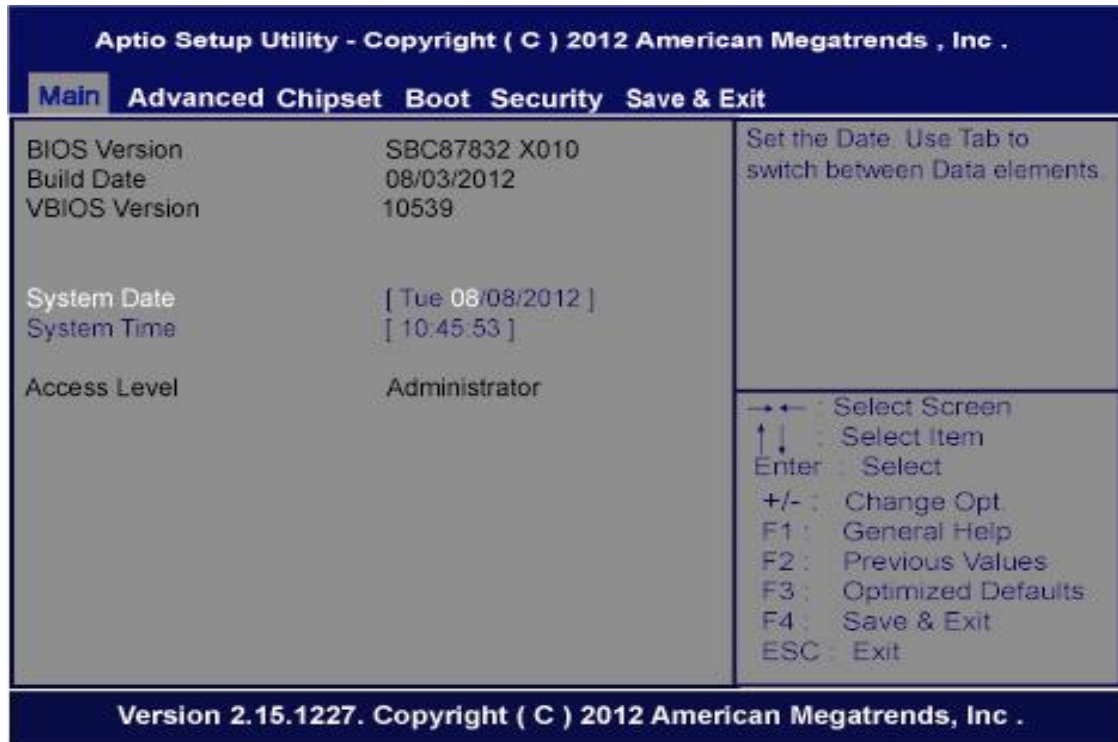 Aptio Setup Utility - Copyright ( C ) 2012 American Megatrends , Inc .
Main Advanced Chipset Boot Security Save & Exit
BIOS Version SBC87832 X010
Build Date 08/03/2012
VBIOS Version 10539
System Date [ Tue 08/08/2012 ]
System Time [ 10:45:53 ]
Access Level Administrator
Set the Date. Use Tab to
switch between Data elements.
→ ← : Select Screen
↑ ↓ : Select Item
Enter : Select
+/- : Change Opt.
F1 : General Help
F2 : Previous Values
F3 : Optimized Defaults
F4 : Save & Exit
ESC : Exit
Version 2.15.1227. Copyright ( C ) 2012 American Megatrends, Inc .